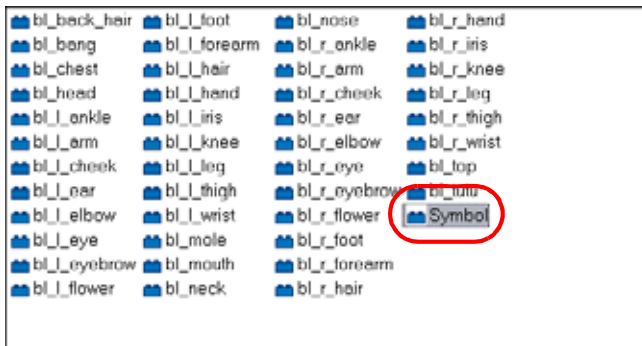 bl_back_hair bl_l_foot bl_nose bl_r_hand
bl_bang bl_l_forearm bl_r_ankle bl_r_iris
bl_chest bl_l_hair bl_r_arm bl_r_knee
bl_head bl_l_hand bl_r_cheek bl_r_leg
bl_l_ankle bl_l_iris bl_r_ear bl_r_thigh
bl_l_arm bl_l_knee bl_r_elbow bl_r_wrist
bl_l_cheek bl_l_leg bl_r_eye bl_top
bl_l_ear bl_l_thigh bl_r_eyebrow bl_tutu
bl_l_elbow bl_l_wrist bl_r_flower Symbol
bl_l_eye bl_mole bl_r_foot
bl_l_eyebrow bl_mouth bl_r_forearm
bl_l_flower bl_neck bl_r_hair